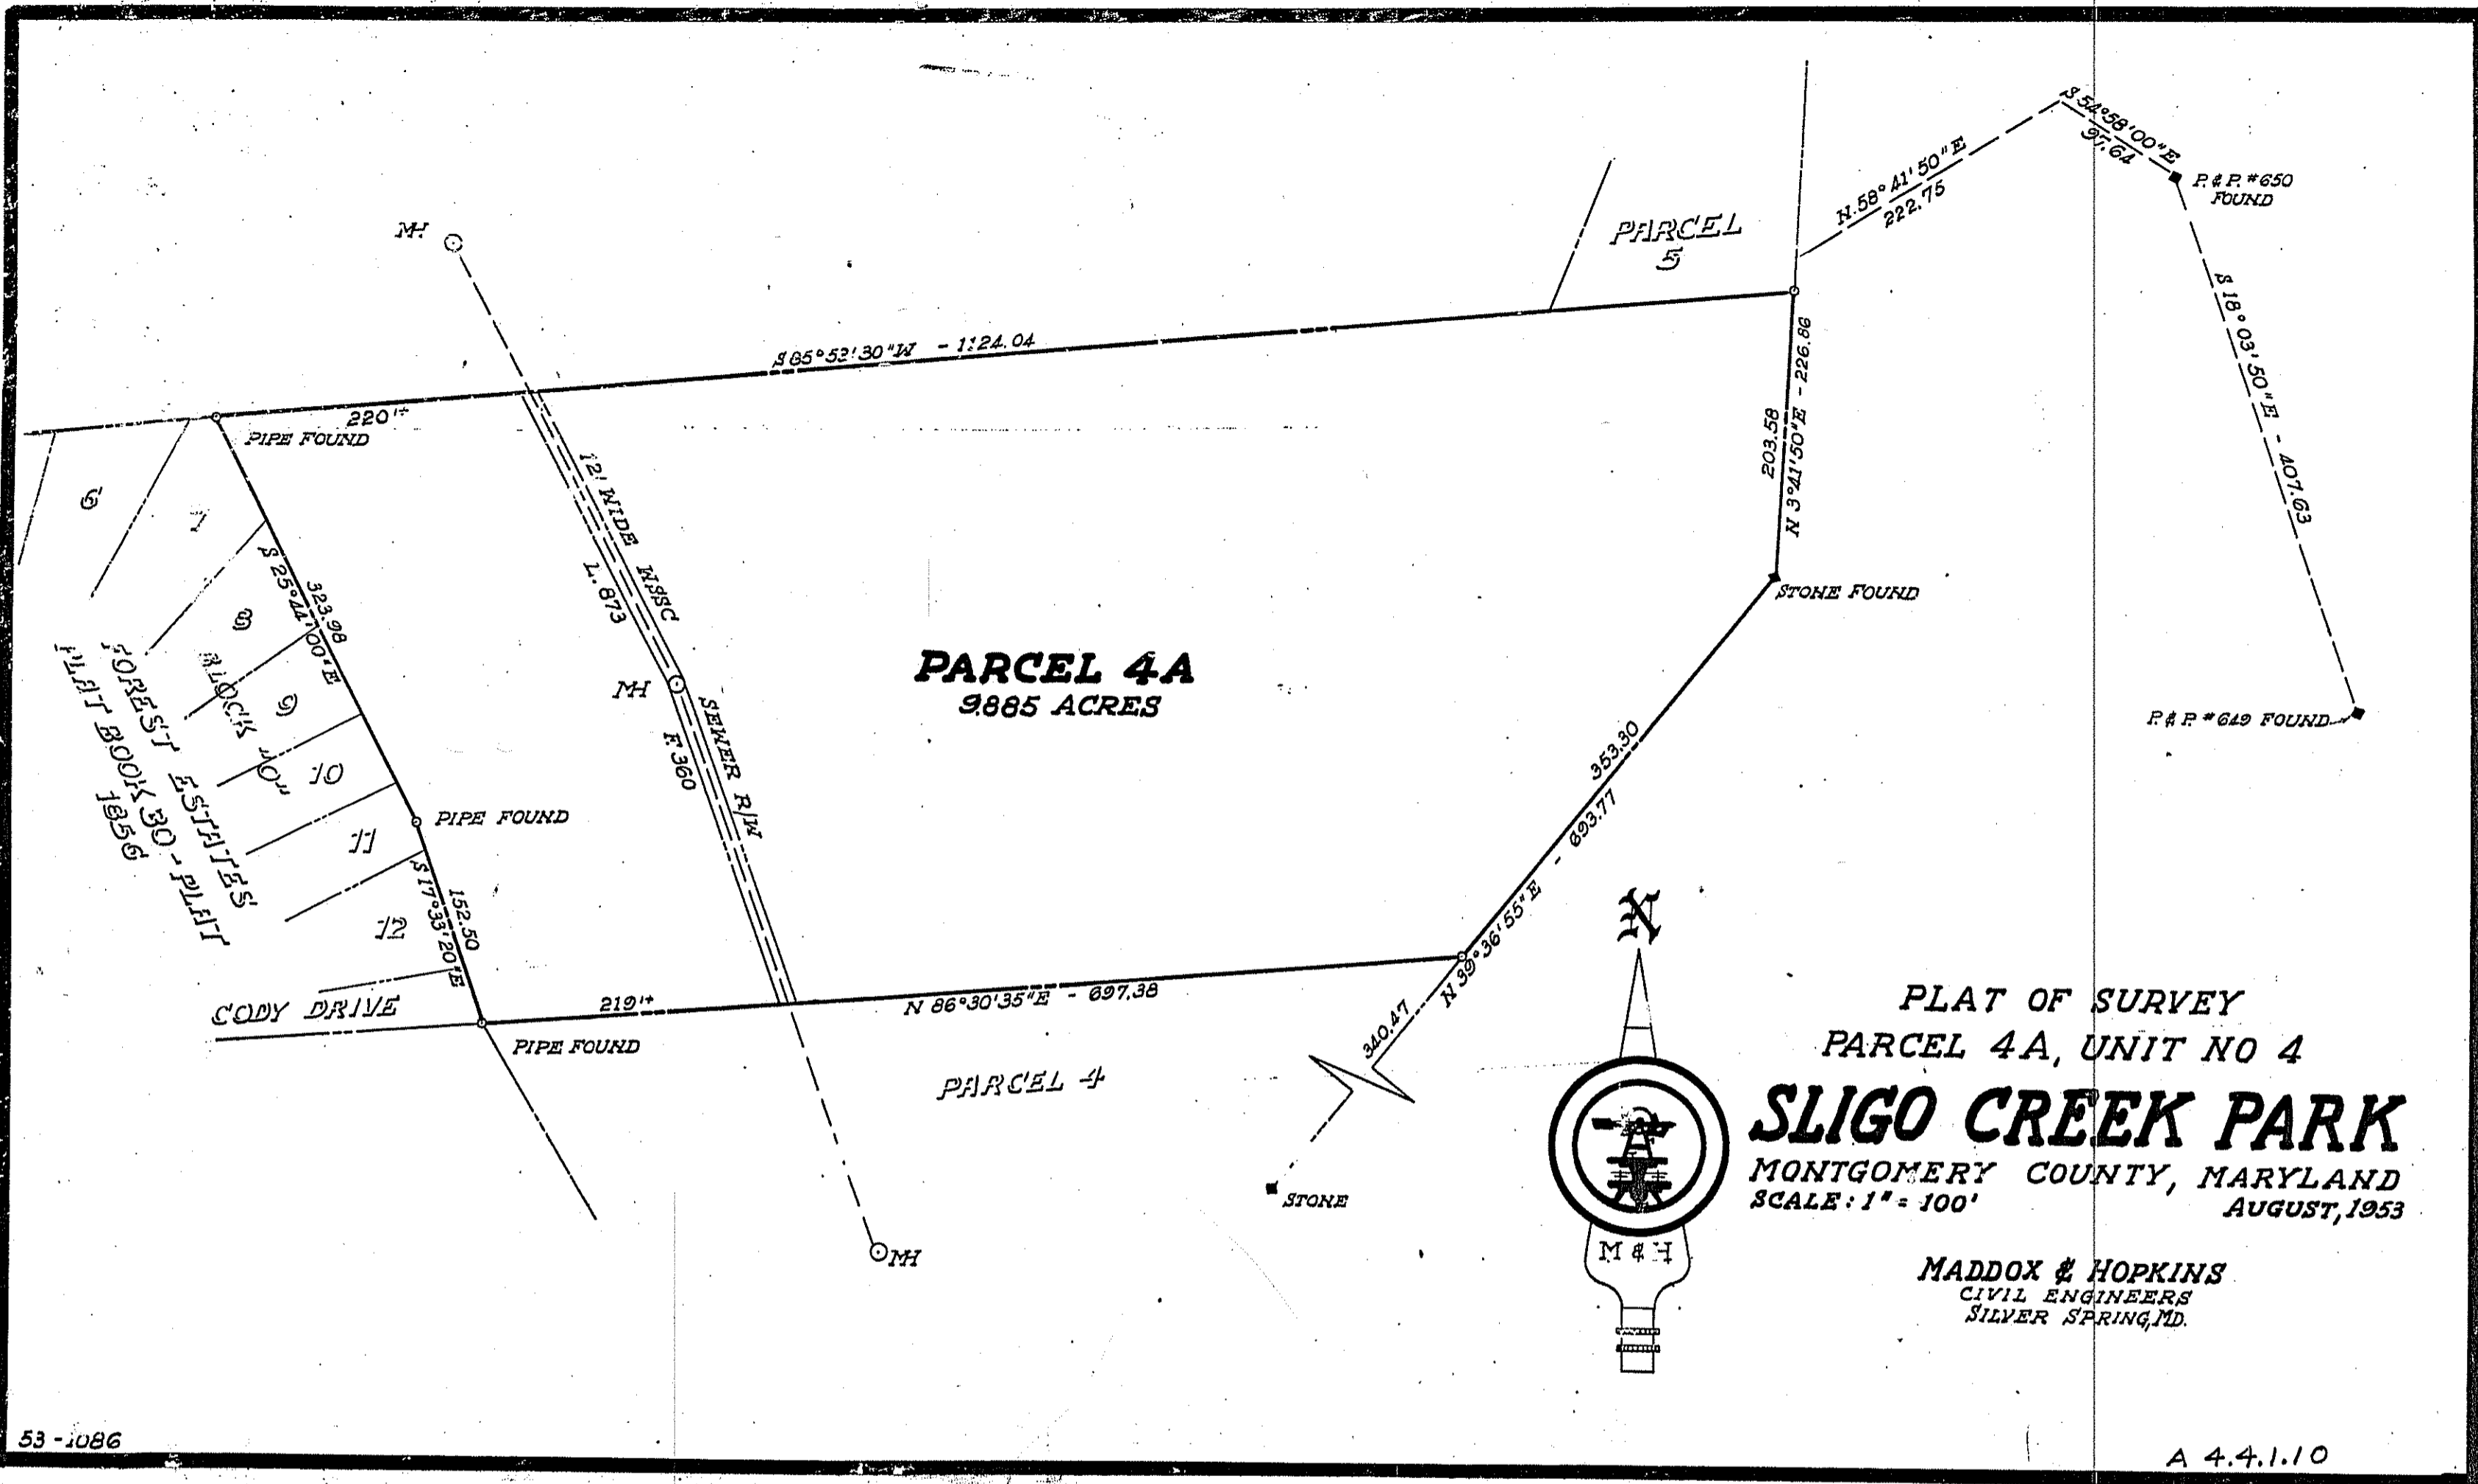 S 54°58'00"E
97.64
P. & P. #650
FOUND
N.58°41'50"E
222.75
PARCEL
5
MH
S 85°53'30"W - 1124.04
220'±
PIPE FOUND
N 3°41'50"E - 226.86
203.58
S 18°03'50"E - 407.63
6
7
8
9
10
11
12
12' WIDE WSSC
SEWER R/W
L. 873
F. 360
323.98
S 25°44'00"E
STONE FOUND
BLOCK "O"
FOREST ESTATES
PLAT BOOK 30 - PLAT
1856
MH
PARCEL 4A
9.885 ACRES
P. & P. #649 FOUND
353.30
N 39°36'55"E - 693.77
340.47
PIPE FOUND
152.50
S 17°33'20"E
CODY DRIVE
219'±
N 86°30'35"E - 697.38
PIPE FOUND
PARCEL 4
STONE
MH
N
M & H
PLAT OF SURVEY
PARCEL 4A, UNIT NO 4
SLIGO CREEK PARK
MONTGOMERY COUNTY, MARYLAND
SCALE: 1" = 100'
AUGUST, 1953
MADDOX & HOPKINS
CIVIL ENGINEERS
SILVER SPRING, MD.
53-1086
A 4.4.1.10